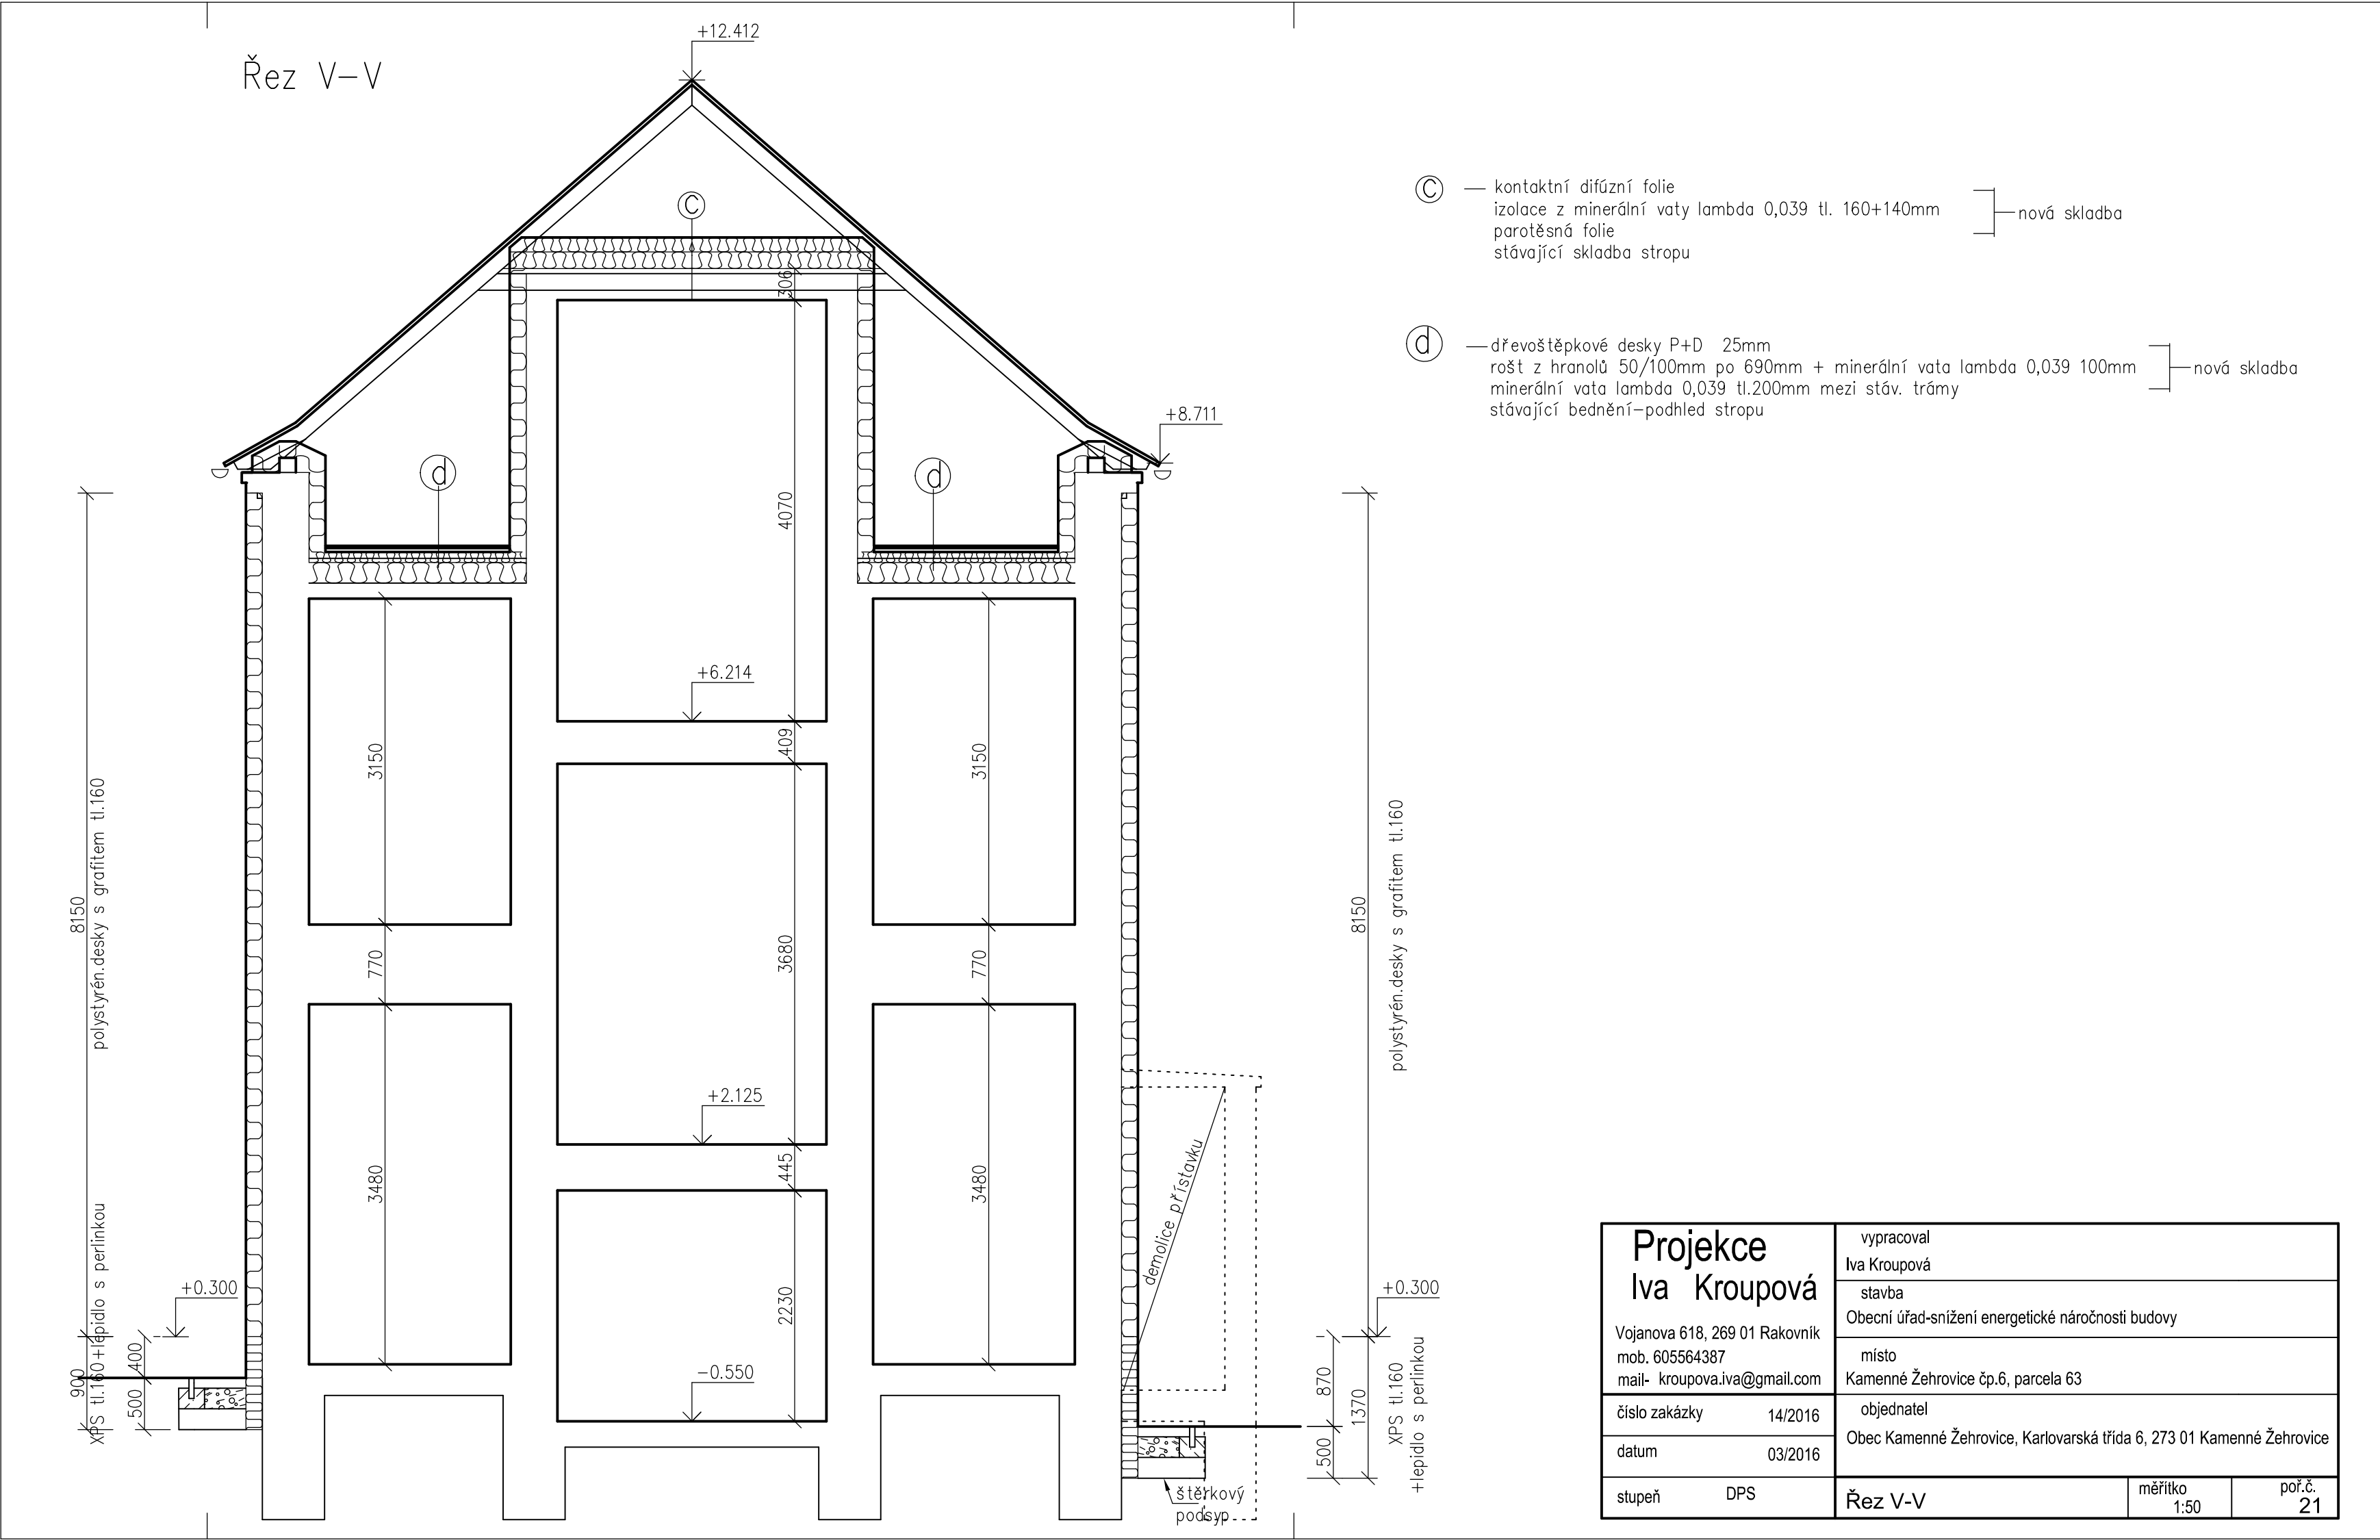 Řez V-V
+12.412
C
306
4070
+8.711
d
d
+6.214
409
3150
3150
3680
770
770
+2.125
445
3480
3480
2230
-0.550
8150
polystyrén.desky s grafitem tl.160
+0.300
400
500
900
XPS tl.160+lepidlo s perlinkou
8150
polystyrén.desky s grafitem tl.160
demolice přístavku
+0.300
870
500
1370
XPS tl.160
+lepidlo s perlinkou
štěrkový
podsyp
C — kontaktní difúzní folie
izolace z minerální vaty lambda 0,039 tl. 160+140mm
parotěsná folie
stávající skladba stropu
nová skladba
d — dřevoštěpkové desky P+D 25mm
rošt z hranolů 50/100mm po 690mm + minerální vata lambda 0,039 100mm
minerální vata lambda 0,039 tl.200mm mezi stáv. trámy
stávající bednění-podhled stropu
nová skladba
Projekce
Iva Kroupová
Vojanova 618, 269 01 Rakovník
mob. 605564387
mail- kroupova.iva@gmail.com
číslo zakázky 14/2016
datum 03/2016
stupeň DPS
vypracoval
Iva Kroupová
stavba
Obecní úřad-snížení energetické náročnosti budovy
místo
Kamenné Žehrovice čp.6, parcela 63
objednatel
Obec Kamenné Žehrovice, Karlovarská třída 6, 273 01 Kamenné Žehrovice
Řez V-V
měřítko
1:50
poř.č.
21